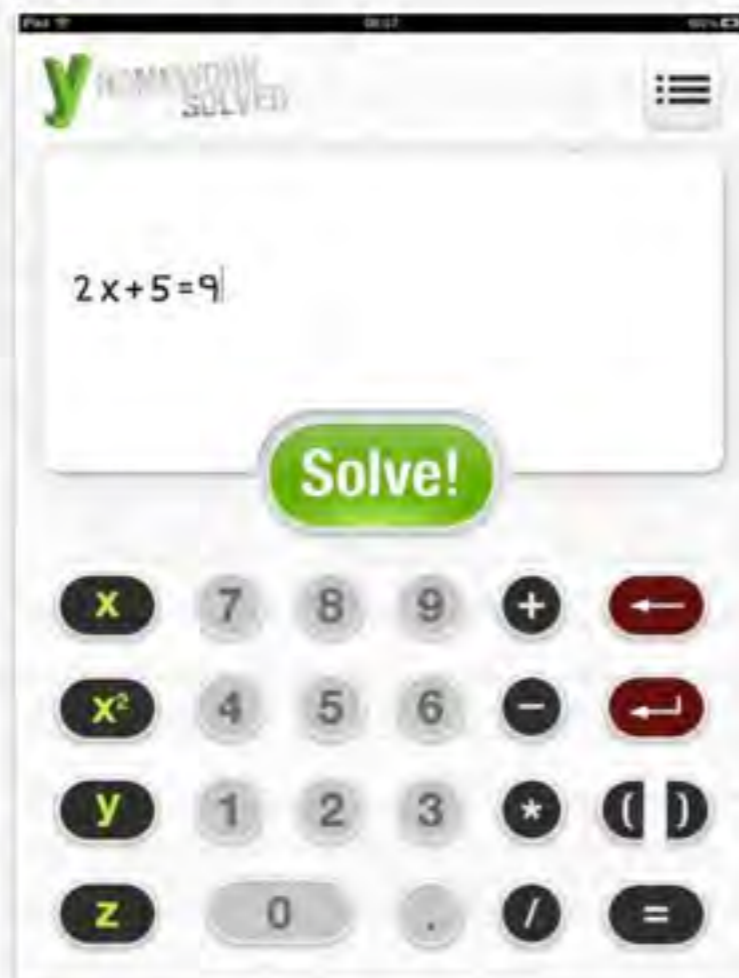 y HOMEWORK
SOLVED
2x+5=9
Solve!
x 7 8 9 + ←
x² 4 5 6 − ↵
y 1 2 3 * ( )
z 0 . / =